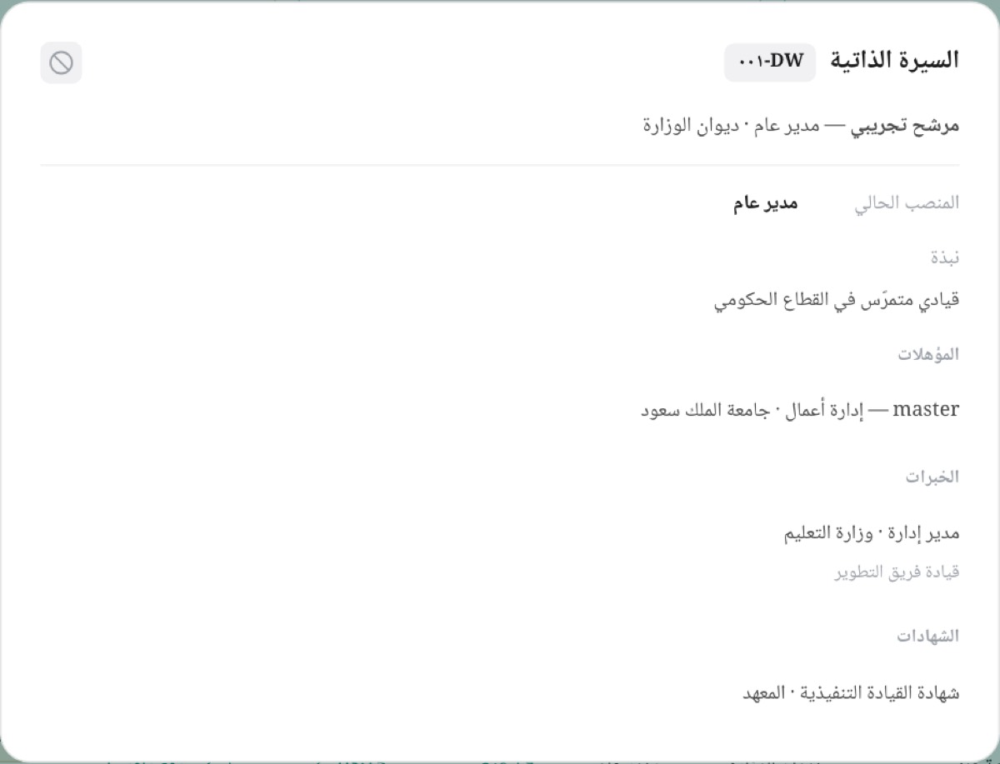 السيرة الذاتية DW-٠٠١
مرشح تجريبي — مدير عام · ديوان الوزارة
المنصب الحالي مدير عام
نبذة
قيادي متمرّس في القطاع الحكومي
المؤهلات
master — إدارة أعمال · جامعة الملك سعود
الخبرات
مدير إدارة · وزارة التعليم
قيادة فريق التطوير
الشهادات
شهادة القيادة التنفيذية · المعهد